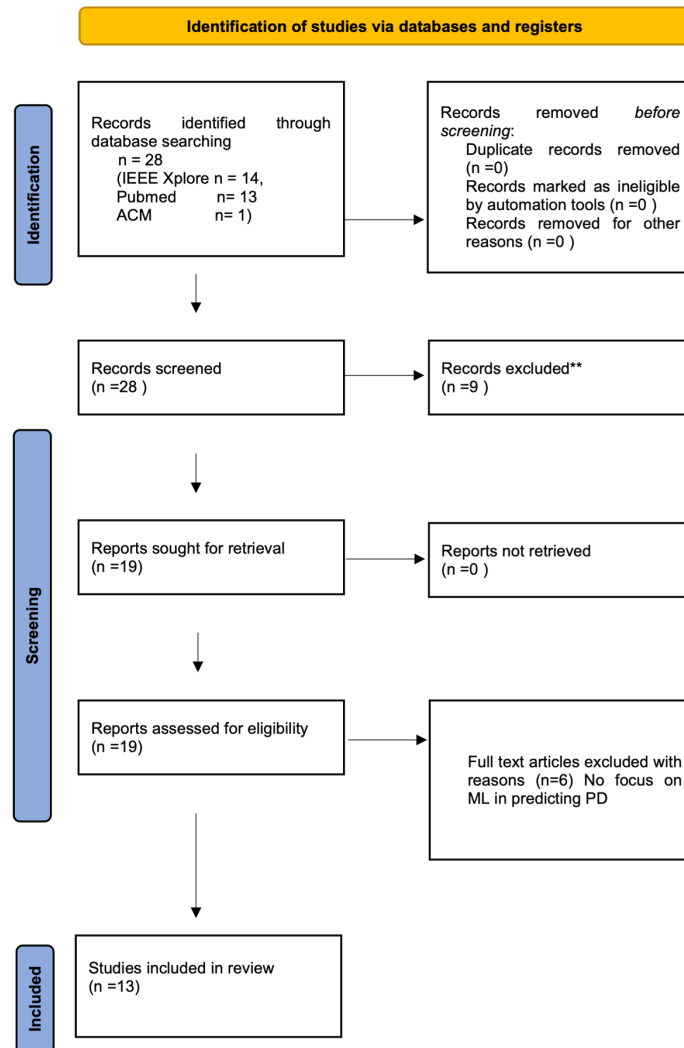 Identification of studies via databases and registers
Identification
Records identified through
database searching
n = 28
(IEEE Xplore n = 14,
Pubmed n= 13
ACM n= 1)
Records removed before
screening:
Duplicate records removed
(n =0)
Records marked as ineligible
by automation tools (n =0 )
Records removed for other
reasons (n =0 )
Records screened
(n =28 )
Records excluded**
(n =9 )
Screening
Reports sought for retrieval
(n =19)
Reports not retrieved
(n =0 )
Reports assessed for eligibility
(n =19)
Full text articles excluded with
reasons (n=6) No focus on
ML in predicting PD
Included
Studies included in review
(n =13)